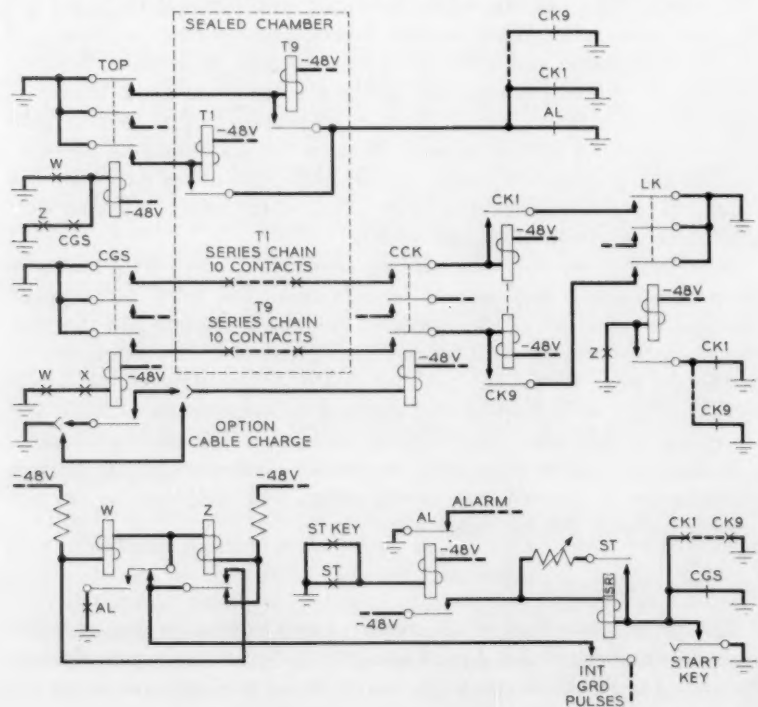 SEALED CHAMBER
CK9
TOP
T9
-48V
CK1
T1
-48V
AL
W
-48V
Z
CGS
LK
CK1
T1
SERIES CHAIN
10 CONTACTS
CGS
CCK
-48V
T9
SERIES CHAIN
10 CONTACTS
-48V
-48V
W
X
-48V
-48V
Z
CK1
CK9
CK9
OPTION
CABLE CHARGE
-48V
-48V
W
Z
AL
ALARM
ST KEY
ST
-48V
ST
CK1
CK9
SR
CGS
AL
-48V
INT
GRD
PULSES
START
KEY